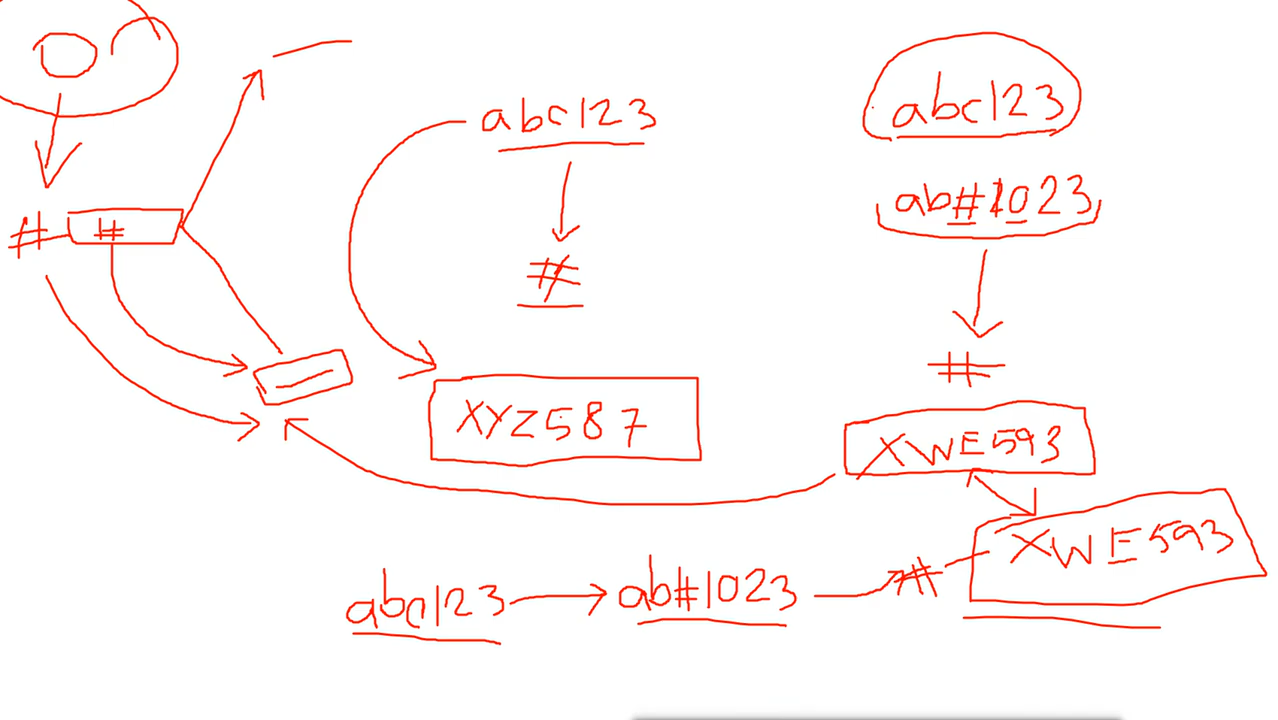 abc123
abc123
ab#1023
# #
#
#
XYZ587
XWE593
XWE593
abc123 → ab#1023 → #